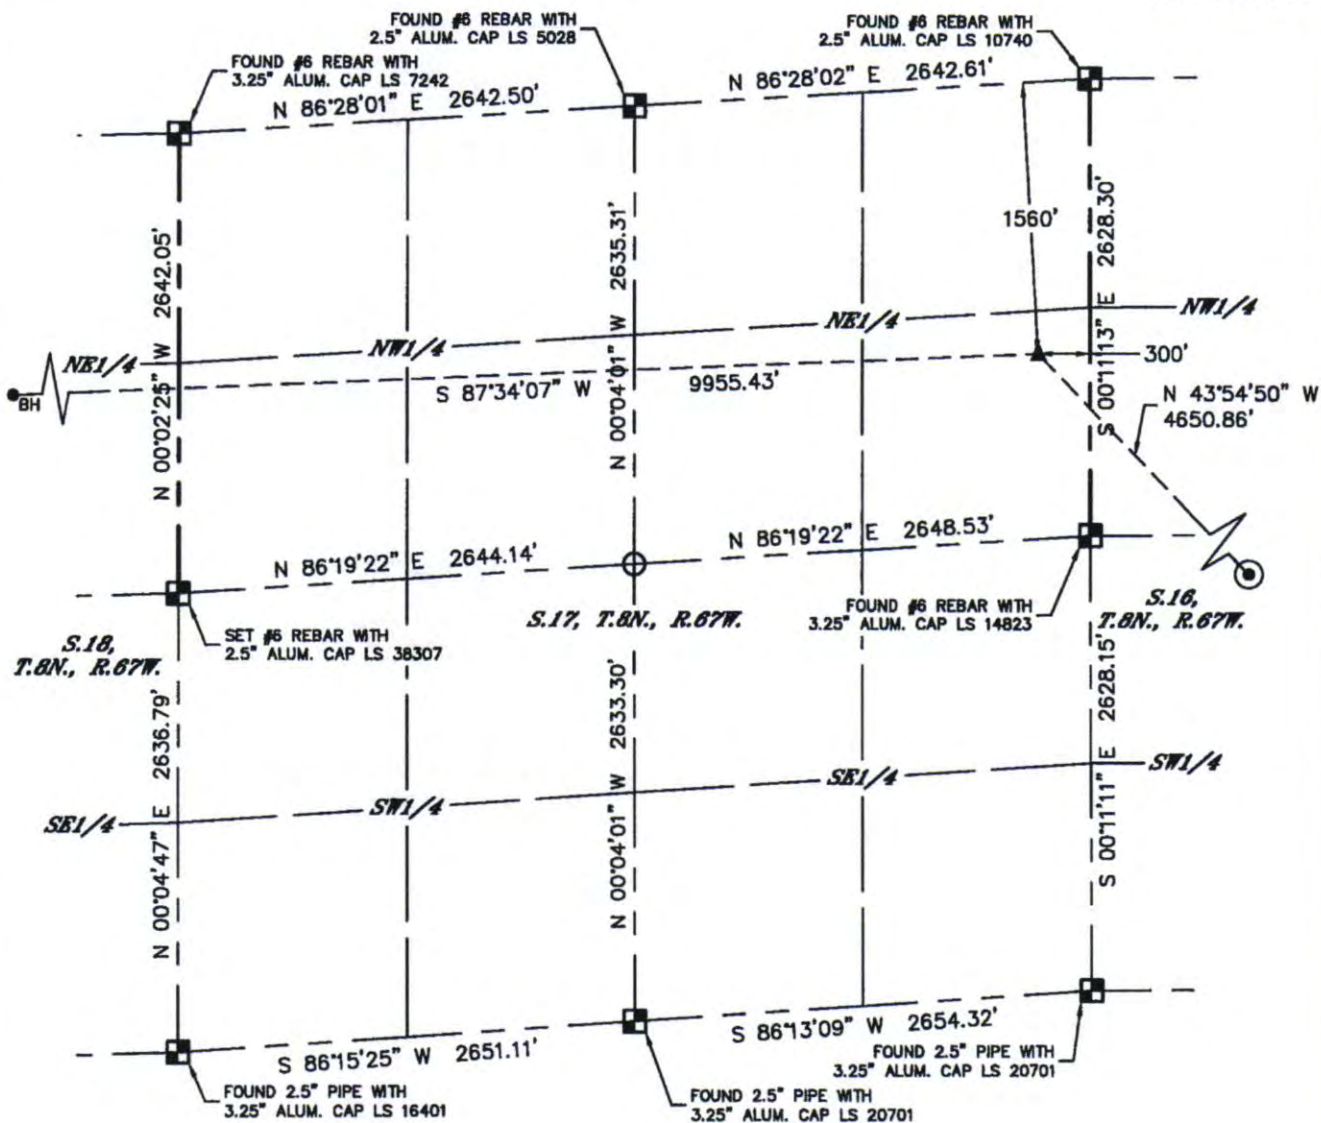 FOUND #6 REBAR WITH
2.5" ALUM. CAP LS 5028
FOUND #6 REBAR WITH
2.5" ALUM. CAP LS 10740
FOUND #6 REBAR WITH
3.25" ALUM. CAP LS 7242
N 86°28'01" E 2642.50'
N 86°28'02" E 2642.61'
N 00°02'25" W 2642.05'
N 00°04'01" W 2635.31'
1560'
S 00°11'13" E 2628.30'
NE1/4
NW1/4
NE1/4
NW1/4
300'
BH
S 87°34'07" W 9955.43'
N 43°54'50" W
4650.86'
N 86°19'22" E 2644.14'
N 86°19'22" E 2648.53'
SET #6 REBAR WITH
2.5" ALUM. CAP LS 38307
FOUND #6 REBAR WITH
3.25" ALUM. CAP LS 14823
S.18,
T.8N., R.67W.
S.17, T.8N., R.67W.
S.16,
T.8N., R.67W.
N 00°04'47" E 2636.79'
N 00°04'01" W 2633.30'
S 00°11'11" E 2628.15'
SE1/4
SW1/4
SE1/4
SW1/4
S 86°15'25" W 2651.11'
S 86°13'09" W 2654.32'
FOUND 2.5" PIPE WITH
3.25" ALUM. CAP LS 16401
FOUND 2.5" PIPE WITH
3.25" ALUM. CAP LS 20701
FOUND 2.5" PIPE WITH
3.25" ALUM. CAP LS 20701